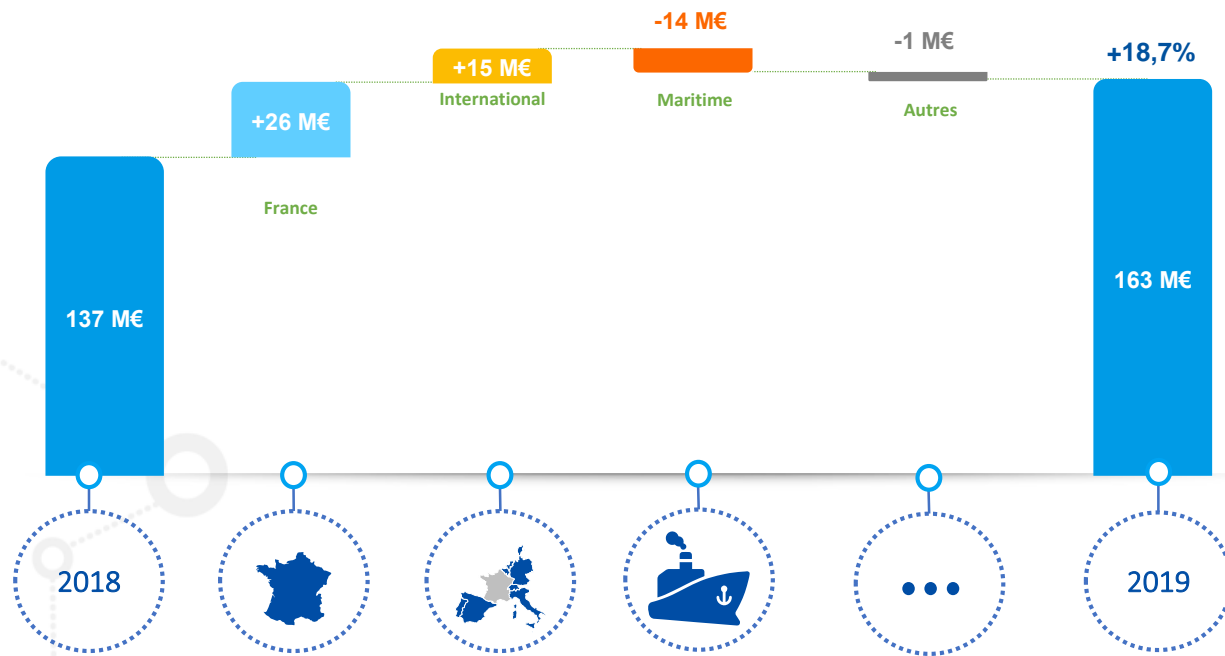 -14 M€
-1 M€
+18,7%
+15 M€
International
Maritime
Autres
+26 M€
France
137 M€
163 M€
2018
2019